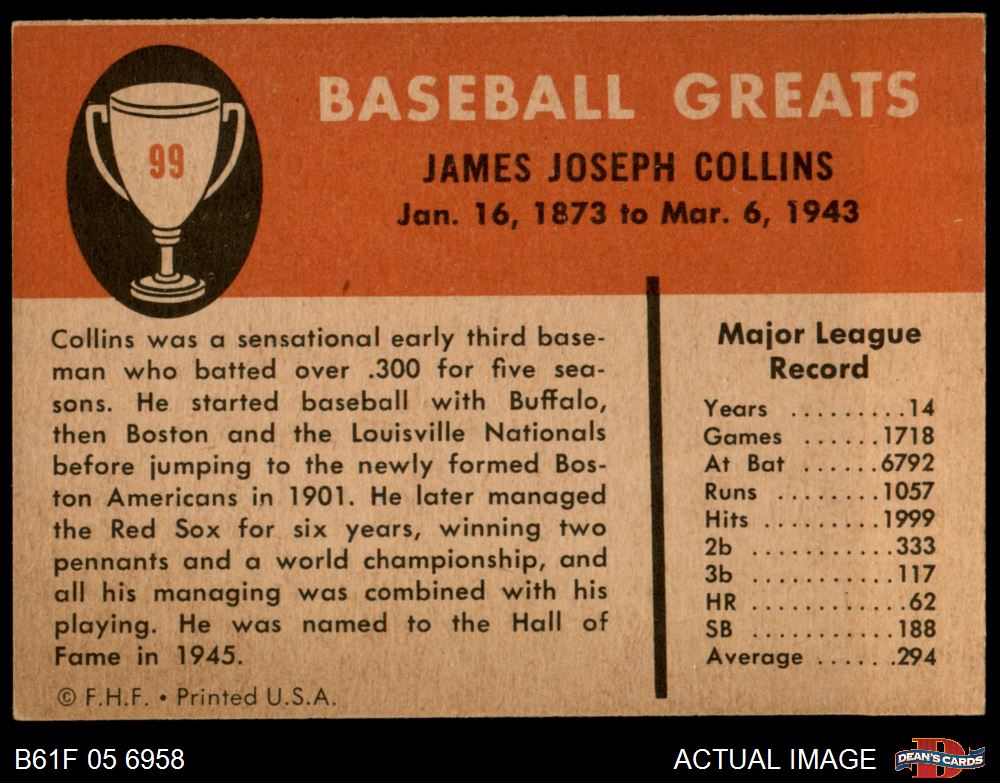 99
BASEBALL GREATS
JAMES JOSEPH COLLINS
Jan. 16, 1873 to Mar. 6, 1943
Collins was a sensational early third base-
man who batted over .300 for five sea-
sons. He started baseball with Buffalo,
then Boston and the Louisville Nationals
before jumping to the newly formed Bos-
ton Americans in 1901. He later managed
the Red Sox for six years, winning two
pennants and a world championship, and
all his managing was combined with his
playing. He was named to the Hall of
Fame in 1945.
© F.H.F. • Printed U.S.A.
Major League
Record
Years .........14
Games ......1718
At Bat ......6792
Runs ........1057
Hits .........1999
2b ...........333
3b ...........117
HR ............62
SB ...........188
Average ......294
B61F 05 6958
ACTUAL IMAGE
D
DEAN'S CARDS